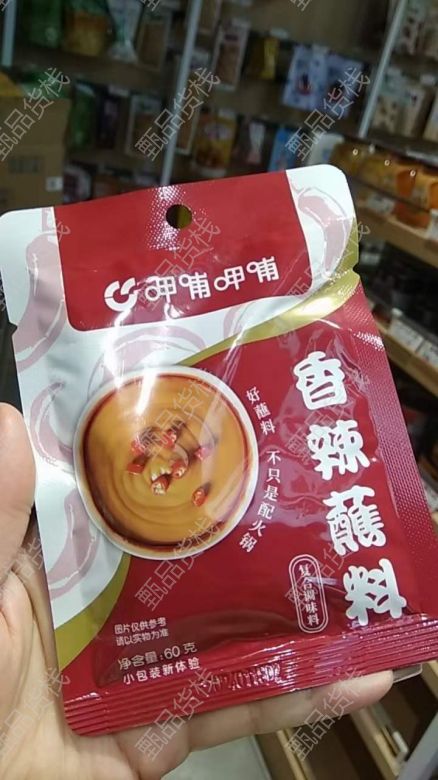 呷哺呷哺
香辣蘸料
好蘸料 不只是配火锅
复合调味料
图片仅供参考
请以实物为准
净含量:60克
小包装新体验
甄品货栈